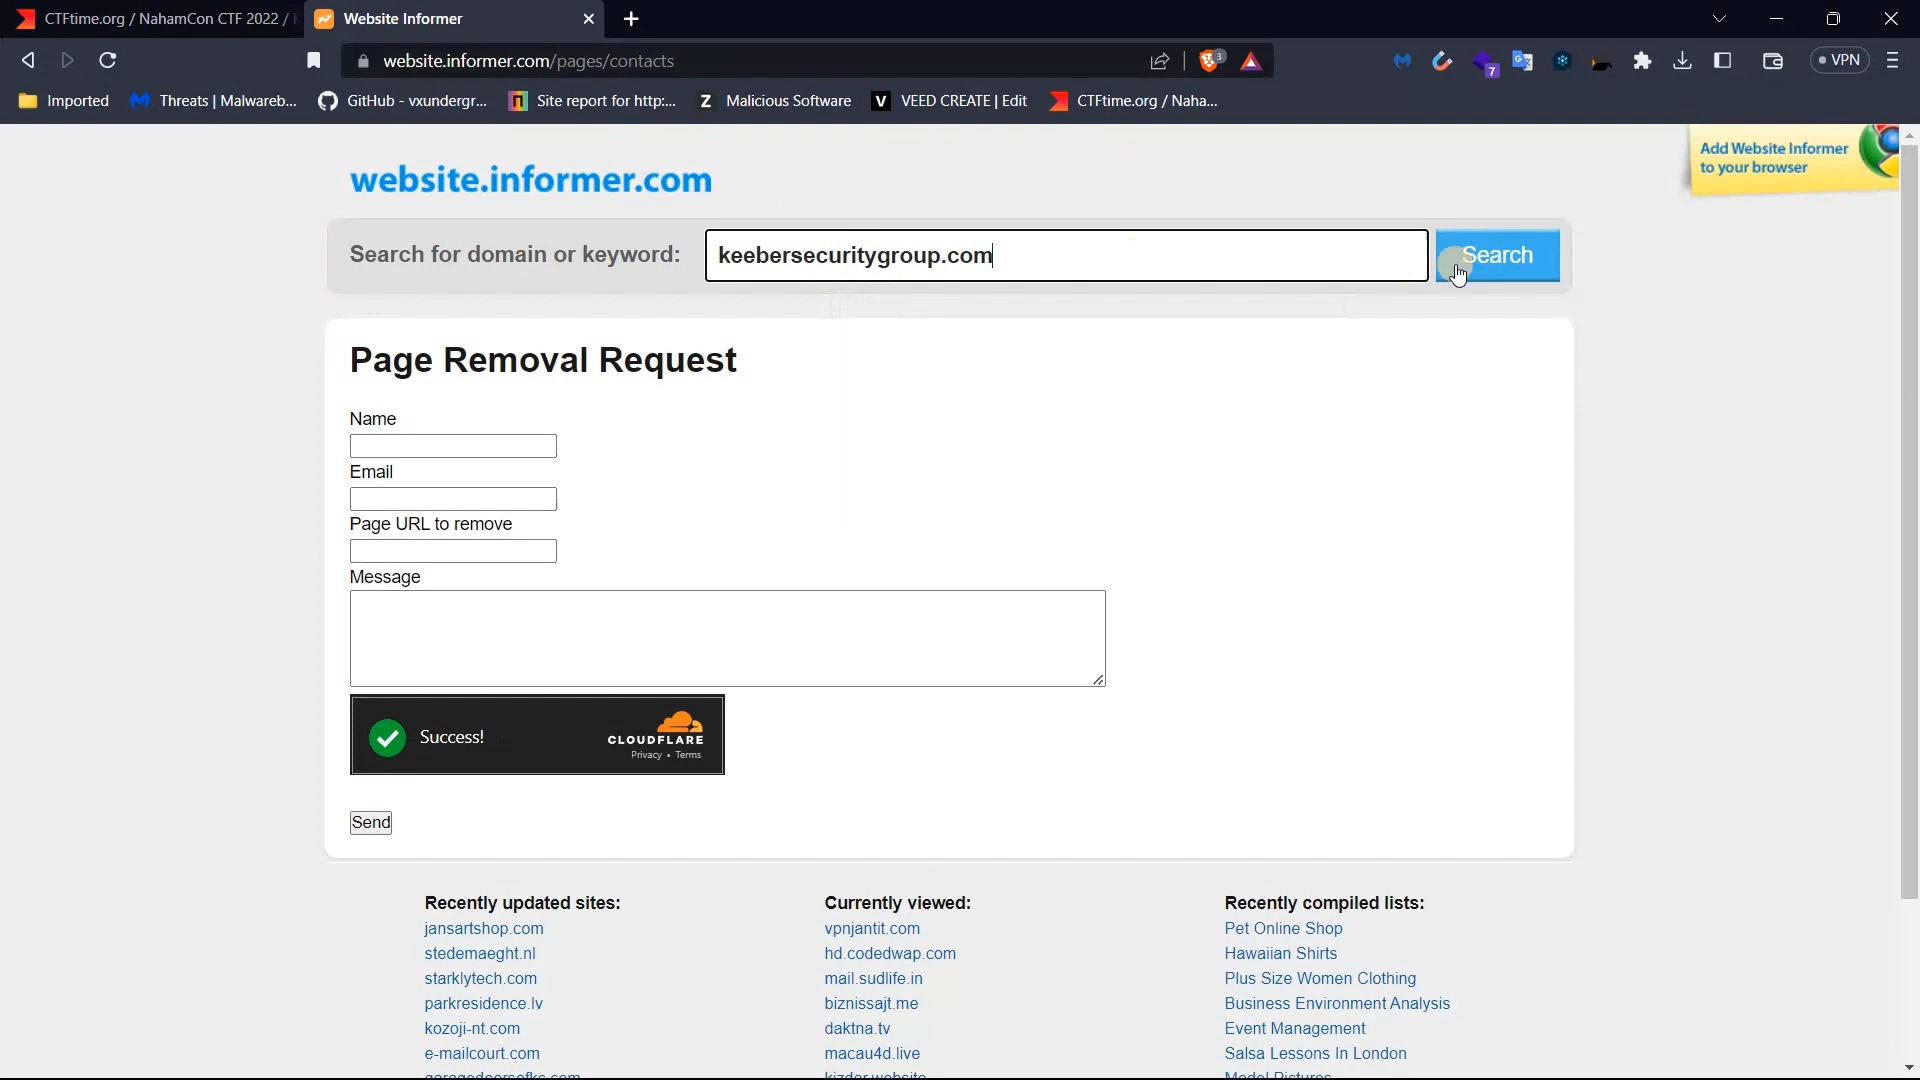 CTFtime.org / NahamCon CTF 2022 /
Website Informer
website.informer.com/pages/contacts
3
7
VPN
Imported
Threats | Malwareb...
GitHub - vxundergr...
Site report for http:...
Malicious Software
VEED CREATE | Edit
CTFtime.org / Naha...
website.informer.com
Add Website Informer
to your browser
Search for domain or keyword:
keebersecuritygroup.com
Search
Page Removal Request
Name
Email
Page URL to remove
Message
Success!
CLOUDFLARE
Privacy • Terms
Send
Recently updated sites:
jansartshop.com
stedemaeght.nl
starklytech.com
parkresidence.lv
kozoji-nt.com
e-mailcourt.com
Currently viewed:
vpnjantit.com
hd.codedwap.com
mail.sudlife.in
biznissajt.me
daktna.tv
macau4d.live
Recently compiled lists:
Pet Online Shop
Hawaiian Shirts
Plus Size Women Clothing
Business Environment Analysis
Event Management
Salsa Lessons In London